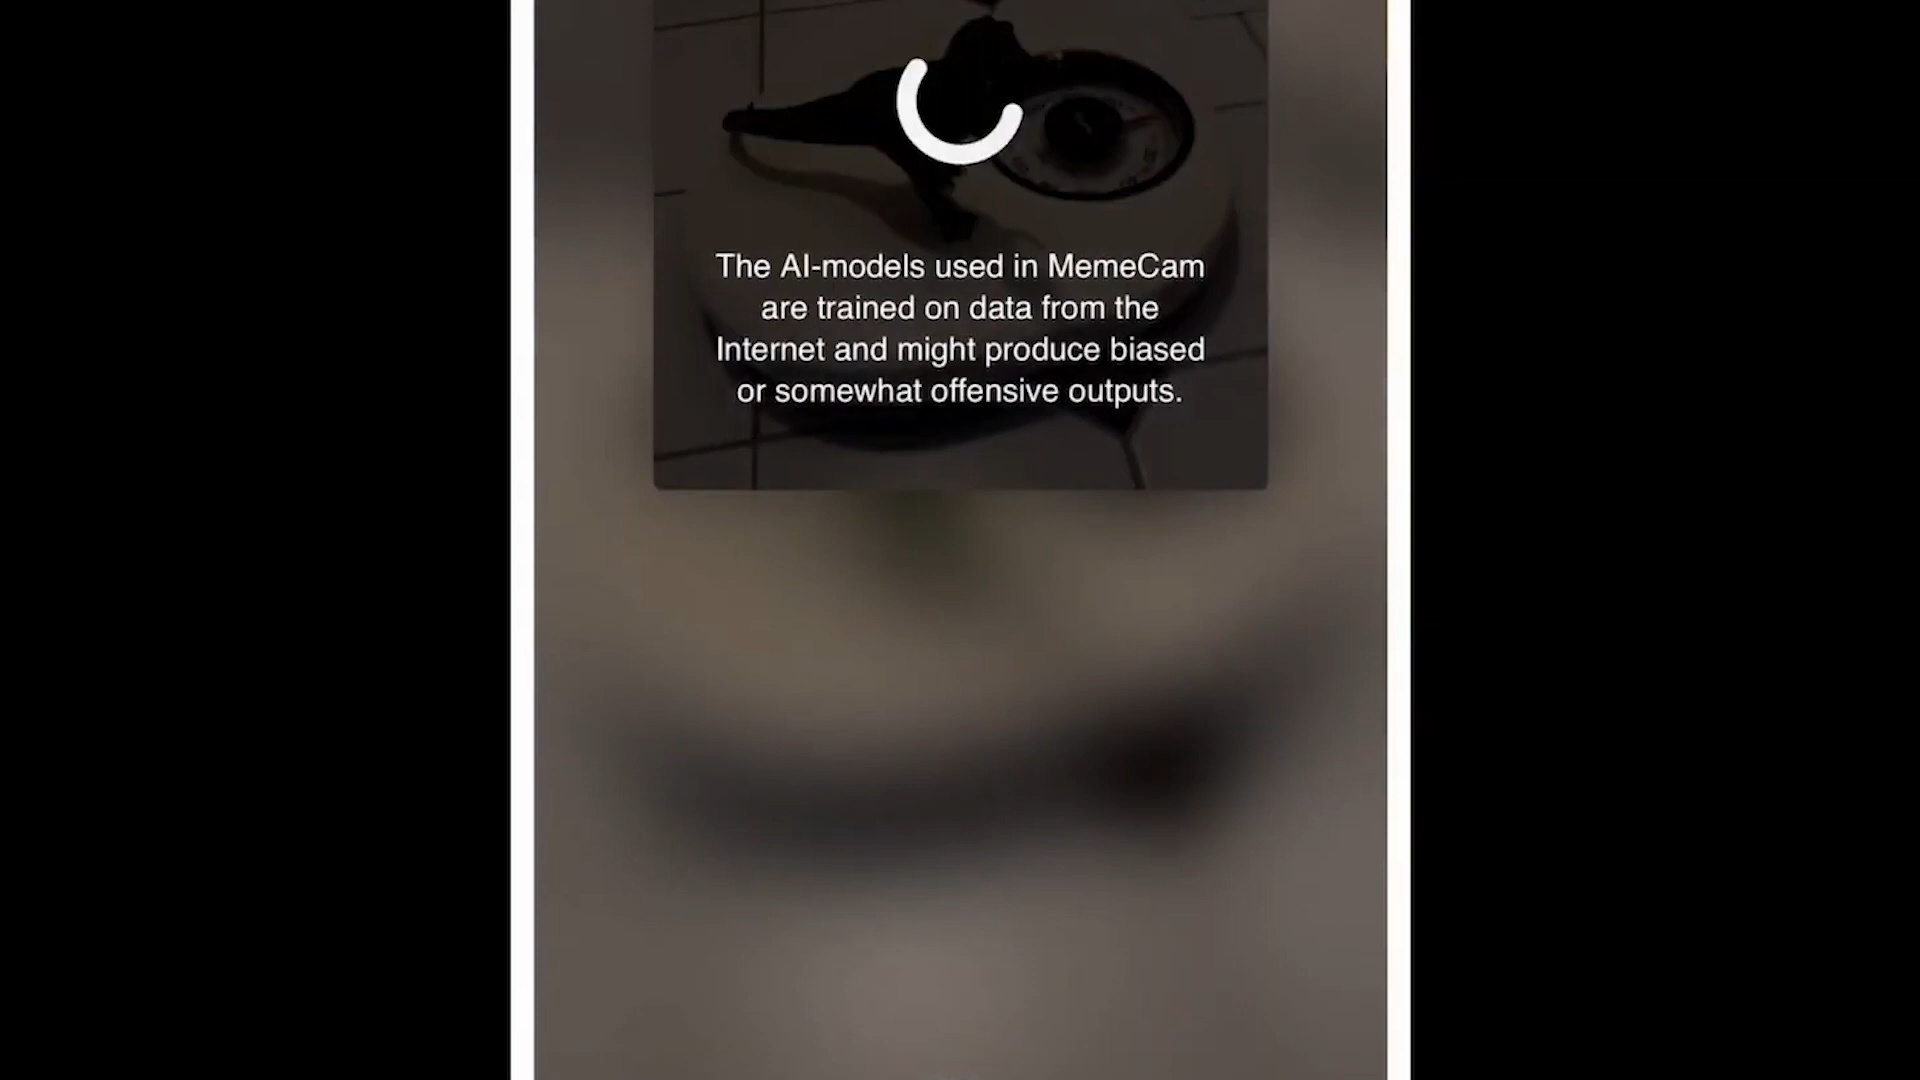 The AI-models used in MemeCam
are trained on data from the
Internet and might produce biased
or somewhat offensive outputs.